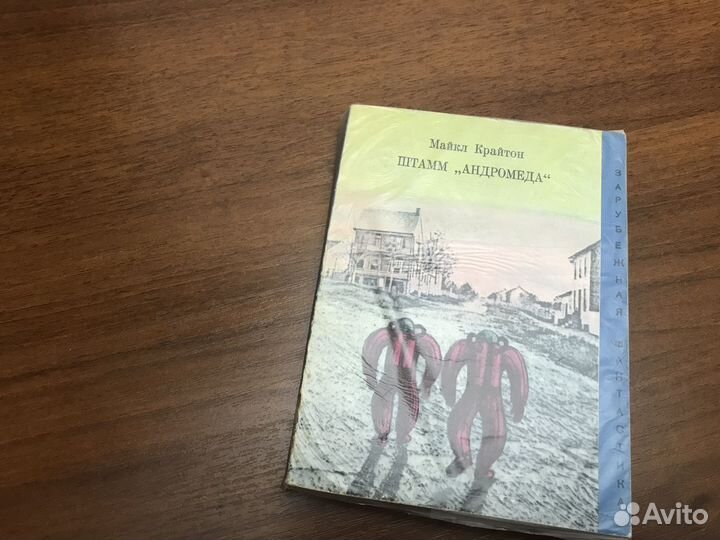 Майкл Крайтон
ШТАММ „АНДРОМЕДА“
ЗАРУБЕЖНАЯ ФАНТАСТИКА
Avito